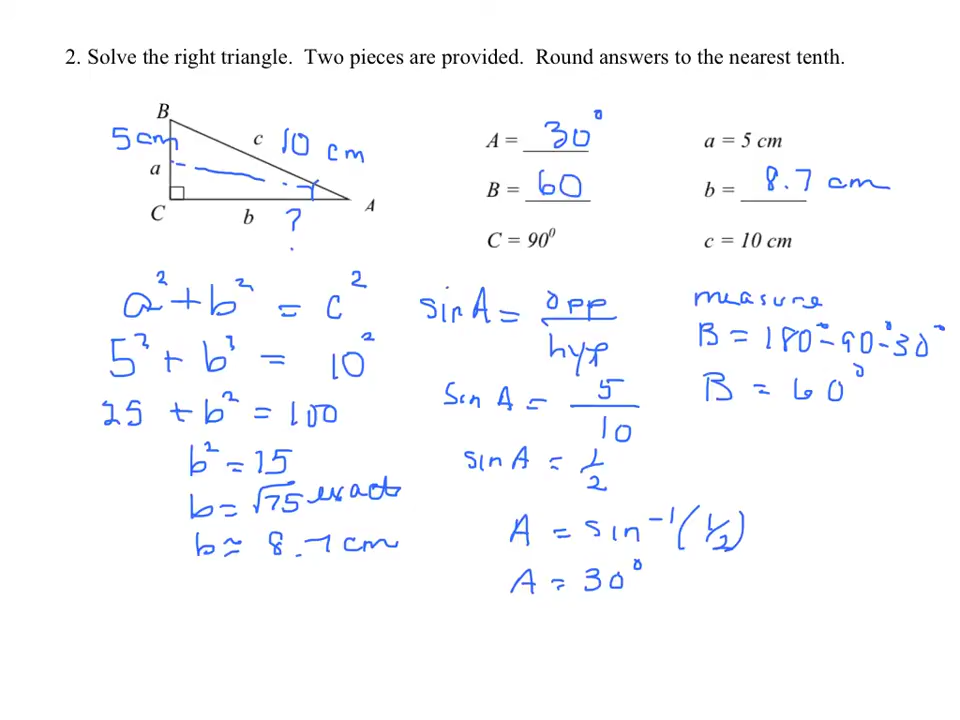 2. Solve the right triangle. Two pieces are provided. Round answers to the nearest tenth.
B
5 cm
c 10 cm
a
C
b ?
A
A = 30°
B = 60
C = 90⁰
a = 5 cm
b = 8.7 cm
c = 10 cm
a² + b² = c²
5² + b² = 10²
25 + b² = 100
b² = 75
b = √75 exact
b ≈ 8.7 cm
sin A = opp/hyp
sin A = 5/10
sin A = 1/2
A = sin⁻¹(1/2)
A = 30°
measure
B = 180° - 90° - 30°
B = 60°